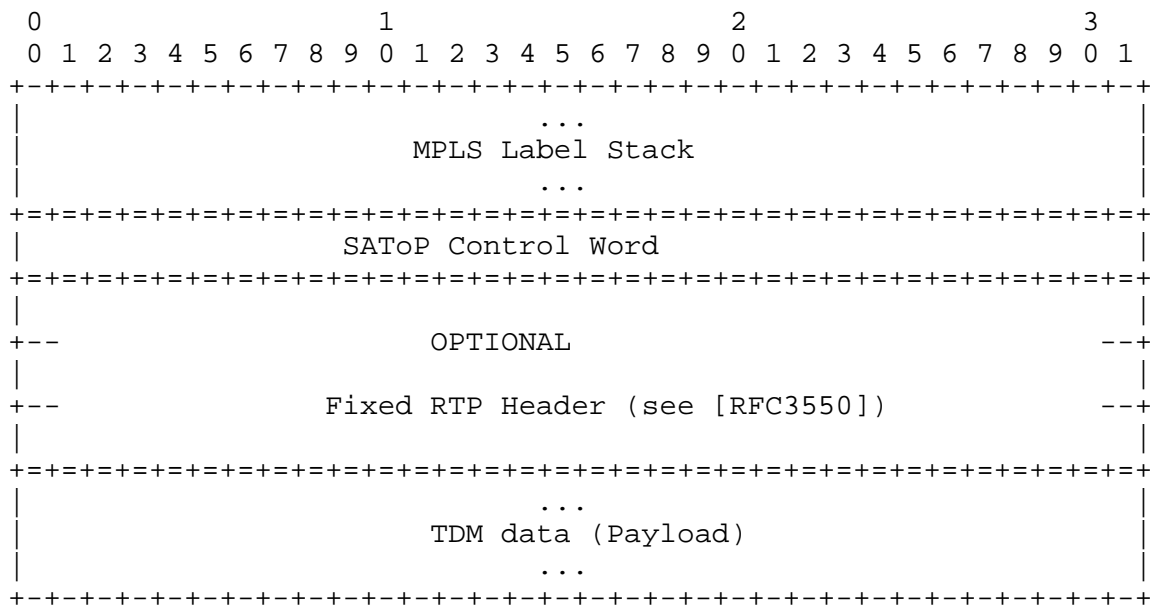 0                   1                   2                   3
 0 1 2 3 4 5 6 7 8 9 0 1 2 3 4 5 6 7 8 9 0 1 2 3 4 5 6 7 8 9 0 1
+-+-+-+-+-+-+-+-+-+-+-+-+-+-+-+-+-+-+-+-+-+-+-+-+-+-+-+-+-+-+-+-+
|                             ...                               |
|                      MPLS Label Stack                         |
|                             ...                               |
+=+=+=+=+=+=+=+=+=+=+=+=+=+=+=+=+=+=+=+=+=+=+=+=+=+=+=+=+=+=+=+=+
|                  SAToP Control Word                           |
+=+=+=+=+=+=+=+=+=+=+=+=+=+=+=+=+=+=+=+=+=+=+=+=+=+=+=+=+=+=+=+=+
|                                                               |
+--                     OPTIONAL                              --+
|                                                               |
+--               Fixed RTP Header (see [RFC3550])            --+
|                                                               |
+=+=+=+=+=+=+=+=+=+=+=+=+=+=+=+=+=+=+=+=+=+=+=+=+=+=+=+=+=+=+=+=+
|                             ...                               |
|                       TDM data (Payload)                      |
|                             ...                               |
+-+-+-+-+-+-+-+-+-+-+-+-+-+-+-+-+-+-+-+-+-+-+-+-+-+-+-+-+-+-+-+-+